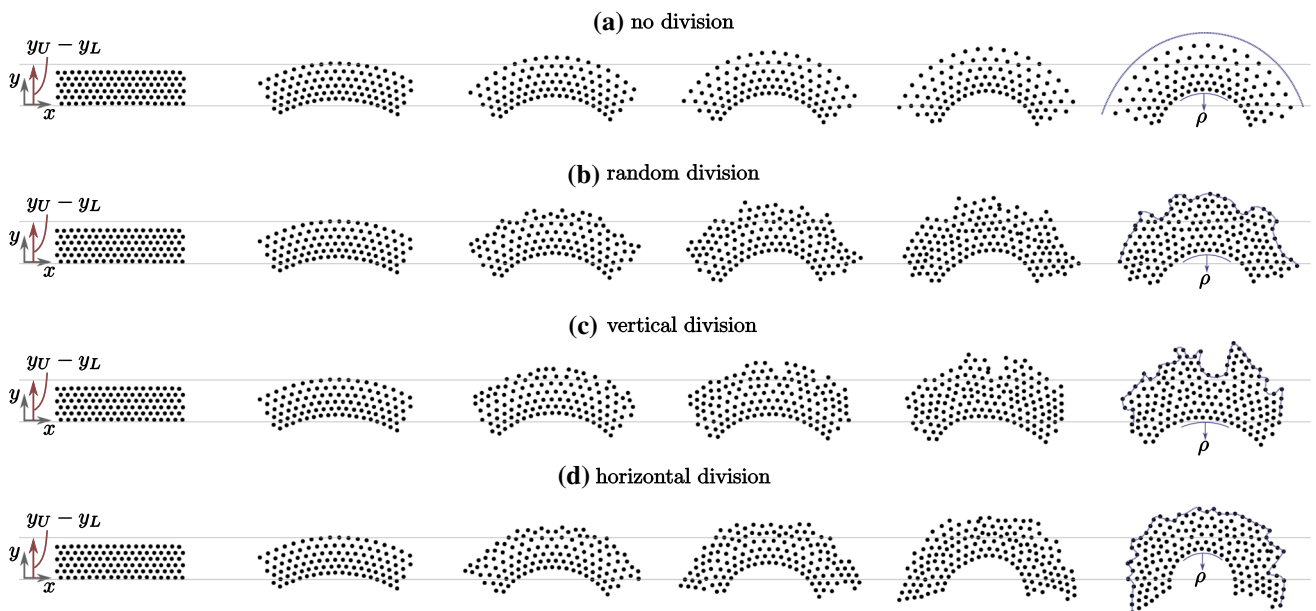 (a) no division
y_U − y_L
y
x
ρ
(b) random division
y_U − y_L
y
x
ρ
(c) vertical division
y_U − y_L
y
x
ρ
(d) horizontal division
y_U − y_L
y
x
ρ